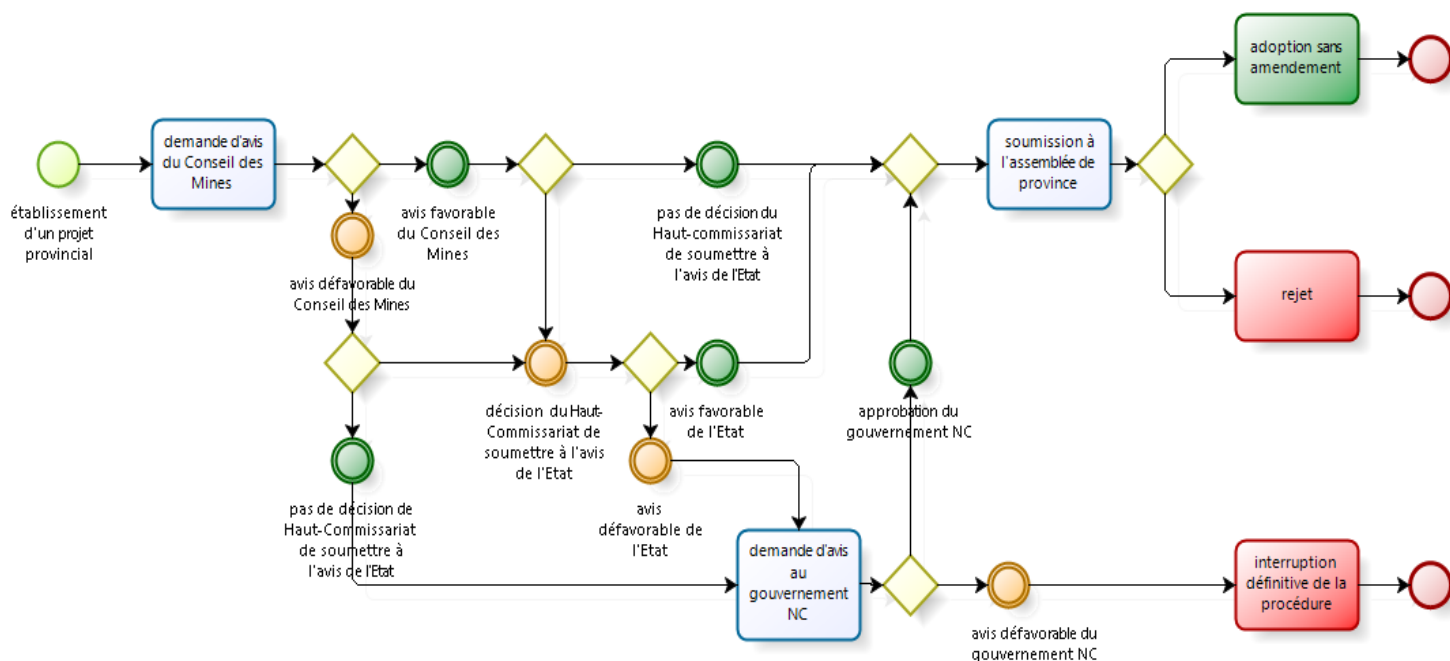 adoption sans
amendement
demande d'avis
du Conseil des
Mines
soumission à
l'assemblée de
province
établissement
d'un projet
provincial
avis favorable
du Conseil des
Mines
pas de décision du
Haut-commissariat
de soumettre à
l'avis de l'Etat
avis défavorable du
Conseil des Mines
rejet
décision du Haut-
Commissariat de
soumettre à l'avis
de l'Etat
avis favorable
de l'Etat
approbation du
gouvernement NC
pas de décision de
Haut-Commissariat
de soumettre à
l'avis de l'Etat
avis
défavorable de
l'Etat
demande d'avis
au
gouvernement
NC
interruption
définitive de la
procédure
avis défavorable du
gouvernement NC